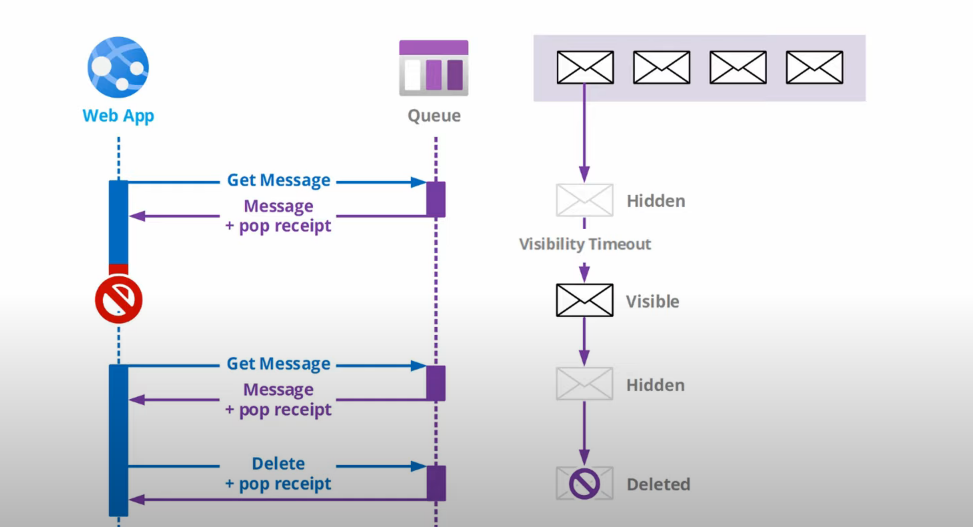 Web App
Queue
Get Message
Message
+ pop receipt
Hidden
Visibility Timeout
Visible
Get Message
Message
+ pop receipt
Hidden
Delete
+ pop receipt
Deleted